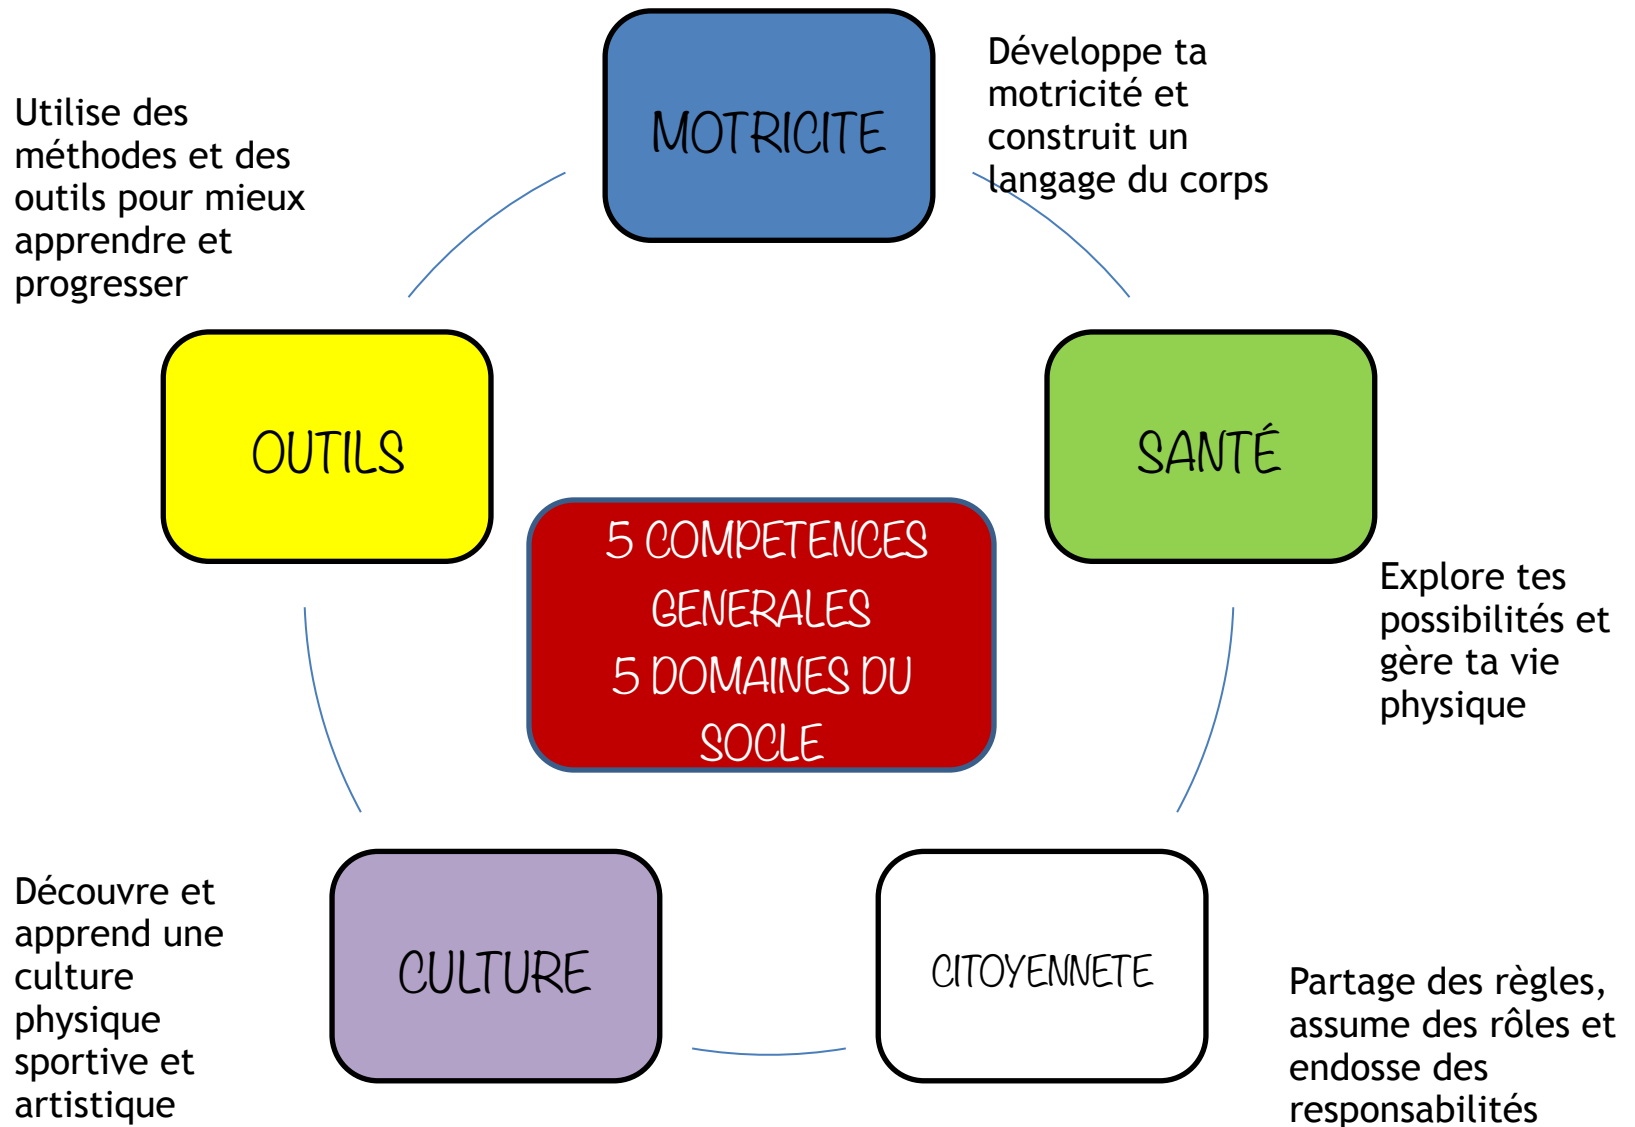 MOTRICITE
Développe ta
motricité et
construit un
langage du corps
Utilise des
méthodes et des
outils pour mieux
apprendre et
progresser
OUTILS
SANTÉ
5 COMPETENCES
GENERALES
5 DOMAINES DU
SOCLE
Explore tes
possibilités et
gère ta vie
physique
Découvre et
apprend une
culture
physique
sportive et
artistique
CULTURE
CITOYENNETE
Partage des règles,
assume des rôles et
endosse des
responsabilités